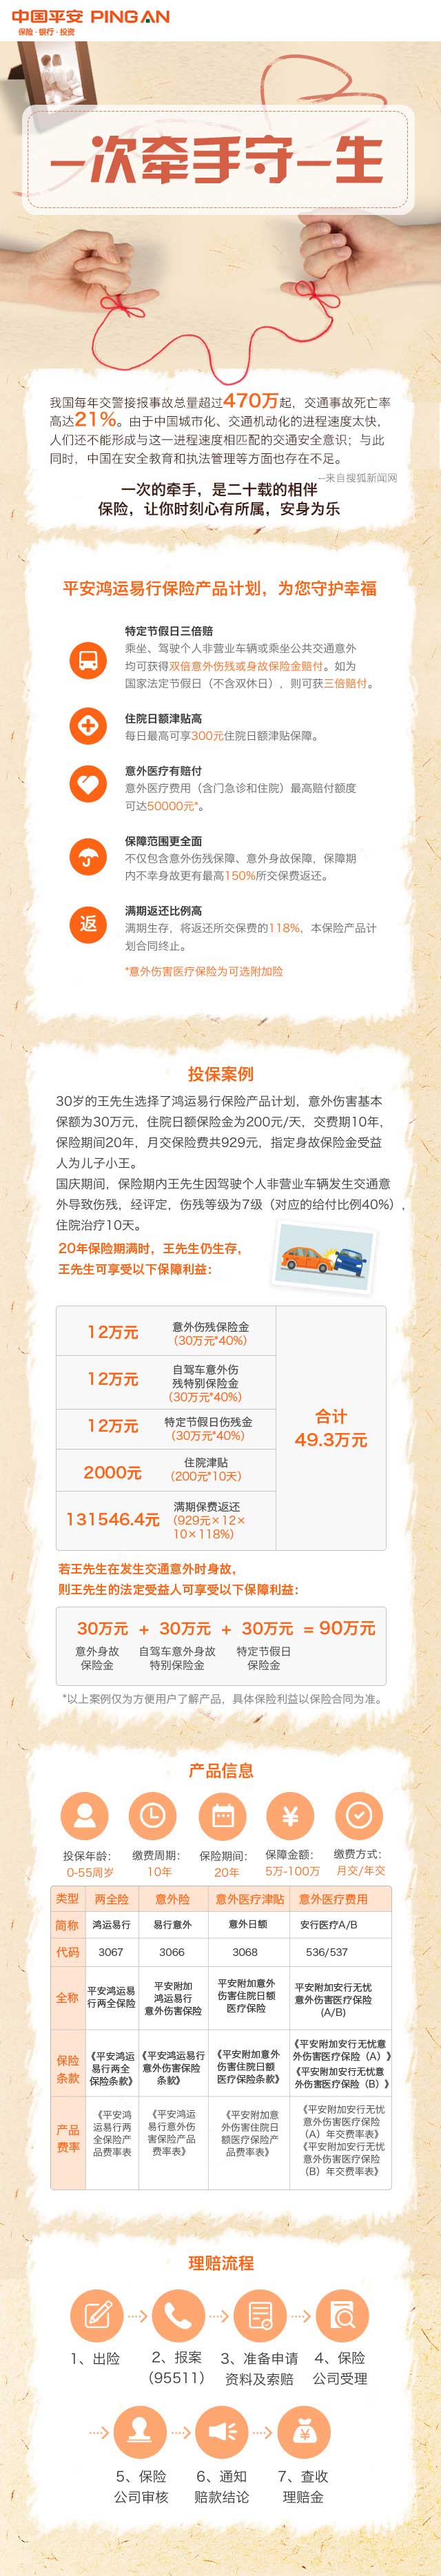 中国平安 PING AN
保险·银行·投资
一次牵手守一生
我国每年交警接报事故总量超过470万起，交通事故死亡率
高达21%。由于中国城市化、交通机动化的进程速度太快，
人们还不能形成与这一进程速度相匹配的交通安全意识；与此
同时，中国在安全教育和执法管理等方面也存在不足。
--来自搜狐新闻网
一次的牵手，是二十载的相伴
保险，让你时刻心有所属，安身为乐
平安鸿运易行保险产品计划，为您守护幸福
特定节假日三倍赔
乘坐、驾驶个人非营业车辆或乘坐公共交通意外
均可获得双倍意外伤残或身故保险金赔付。如为
国家法定节假日（不含双休日），则可获三倍赔付。
住院日额津贴高
每日最高可享300元住院日额津贴保障。
意外医疗有赔付
意外医疗费用（含门急诊和住院）最高赔付额度
可达50000元*。
保障范围更全面
不仅包含意外伤残保障、意外身故保障，保障期
内不幸身故更有最高150%所交保费返还。
返
满期返还比例高
满期生存，将返还所交保费的118%，本保险产品计
划合同终止。
*意外伤害医疗保险为可选附加险
投保案例
30岁的王先生选择了鸿运易行保险产品计划，意外伤害基本
保额为30万元，住院日额保险金为200元/天，交费期10年，
保险期间20年，月交保险费共929元，指定身故保险金受益
人为儿子小王。
国庆期间，保险期内王先生因驾驶个人非营业车辆发生交通意
外导致伤残，经评定，伤残等级为7级（对应的给付比例40%），
住院治疗10天。
20年保险期满时，王先生仍生存，
王先生可享受以下保障利益：
12万元
意外伤残保险金
（30万元*40%）
12万元
自驾车意外伤
残特别保险金
（30万元*40%）
12万元
特定节假日伤残金
（30万元*40%）
2000元
住院津贴
（200元*10天）
131546.4元
满期保费返还
（929元×12×
10×118%）
合计
49.3万元
若王先生在发生交通意外时身故，
则王先生的法定受益人可享受以下保障利益：
30万元 + 30万元 + 30万元 = 90万元
意外身故 自驾车意外身故 特定节假日
保险金 特别保险金 保险金
*以上案例仅为方便用户了解产品，具体保险利益以保险合同为准。
产品信息
投保年龄： 缴费周期： 保险期间： 保障金额： 缴费方式：
0-55周岁 10年 20年 5万-100万 月交/年交
类型 两全险 意外险 意外医疗津贴 意外医疗费用
简称 鸿运易行 易行意外 意外日额 安行医疗A/B
代码 3067 3066 3068 536/537
全称
平安鸿运易
行两全保险
平安附加
鸿运易行
意外伤害保险
平安附加意外
伤害住院日额
医疗保险
平安附加安行无忧
意外伤害医疗保险
(A/B)
保险
条款
《平安鸿运
易行两全
保险条款》
《平安鸿运易行
意外伤害保险
条款》
《平安附加意外
伤害住院日额
医疗保险条款》
《平安附加安行无忧意
外伤害医疗保险（A）》
《平安附加安行无忧意
外伤害医疗保险（B）》
产品
费率
《平安鸿
运易行两
全保险产
品费率表
《平安鸿运
易行意外伤
害保险产品
费率表》
《平安附加意
外伤害住院日
额医疗保险产
品费率表》
《平安附加安行无忧
意外伤害医疗保险
（A）年交费率表》
《平安附加安行无忧
意外伤害医疗保险
（B）年交费率表》
理赔流程
1、出险
2、报案
（95511）
3、准备申请
资料及索赔
4、保险
公司受理
5、保险
公司审核
6、通知
赔款结论
7、查收
理赔金